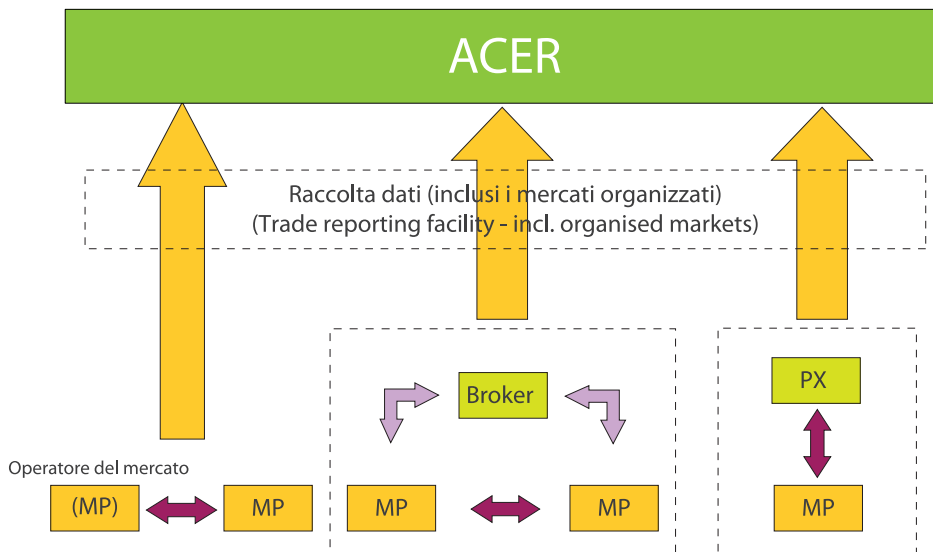 ACER
Raccolta dati (inclusi i mercati organizzati)
(Trade reporting facility - incl. organised markets)
Broker
PX
Operatore del mercato
(MP)
MP
MP
MP
MP